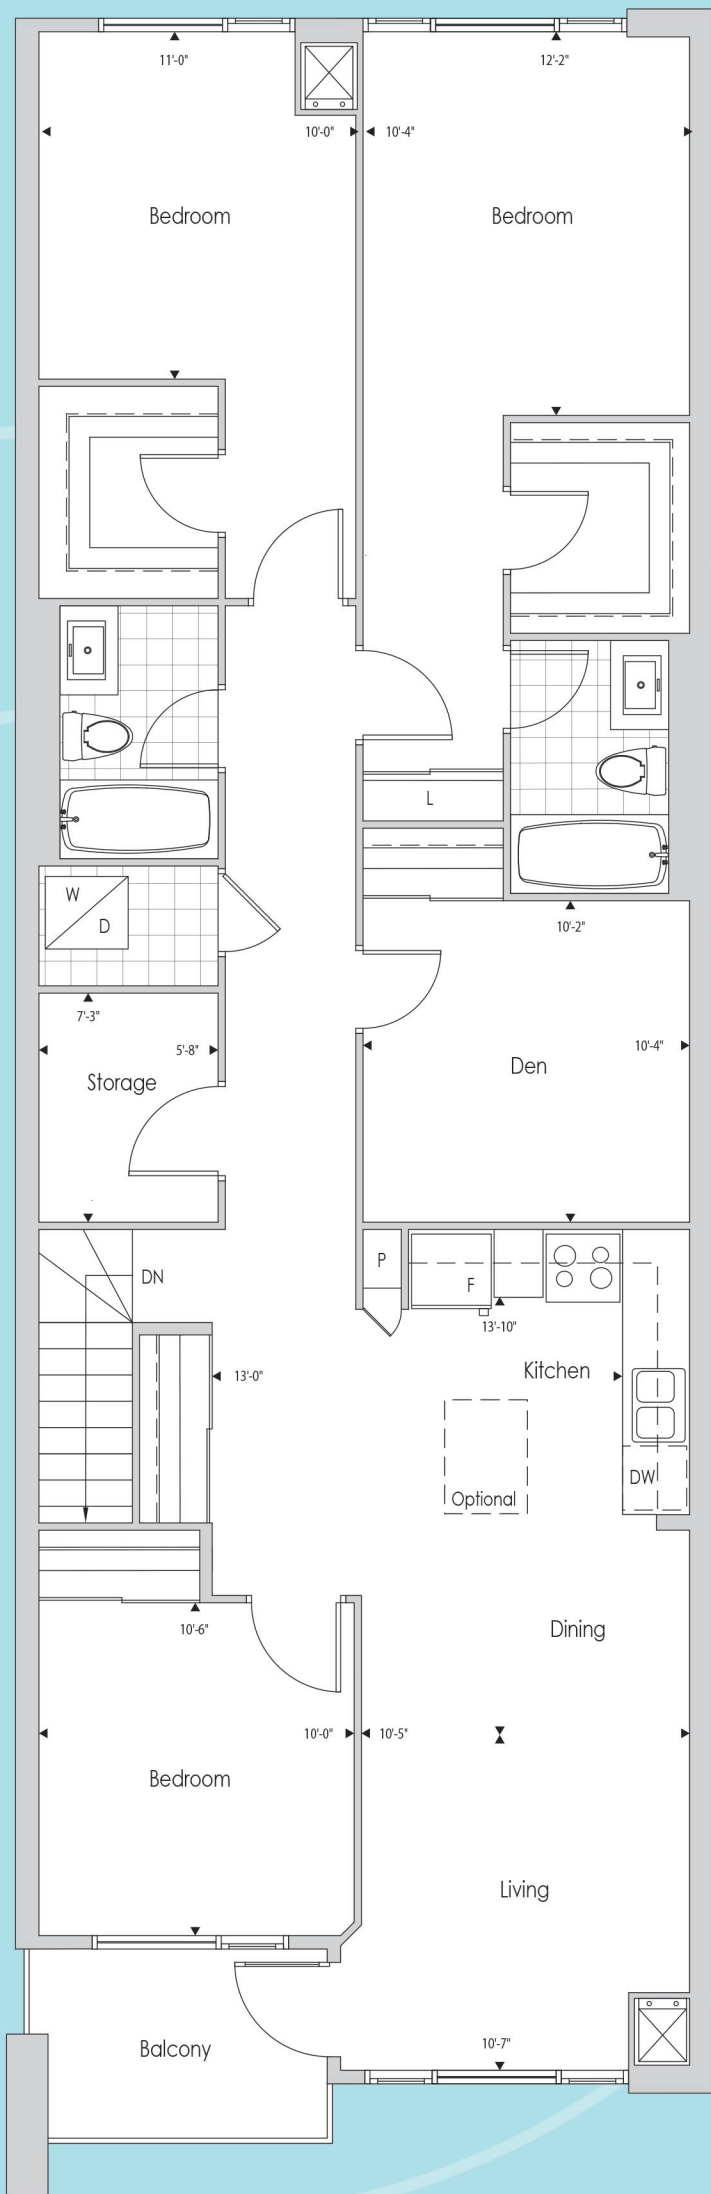 11'-0"
12'-2"
10'-0"
10'-4"
Bedroom
Bedroom
L
W
D
10'-2"
7'-3"
5'-8"
10'-4"
Den
Storage
P
DN
F
13'-10"
Kitchen
13'-0"
DW
Optional
10'-6"
Dining
10'-0"
10'-5"
Bedroom
Living
10'-7"
Balcony